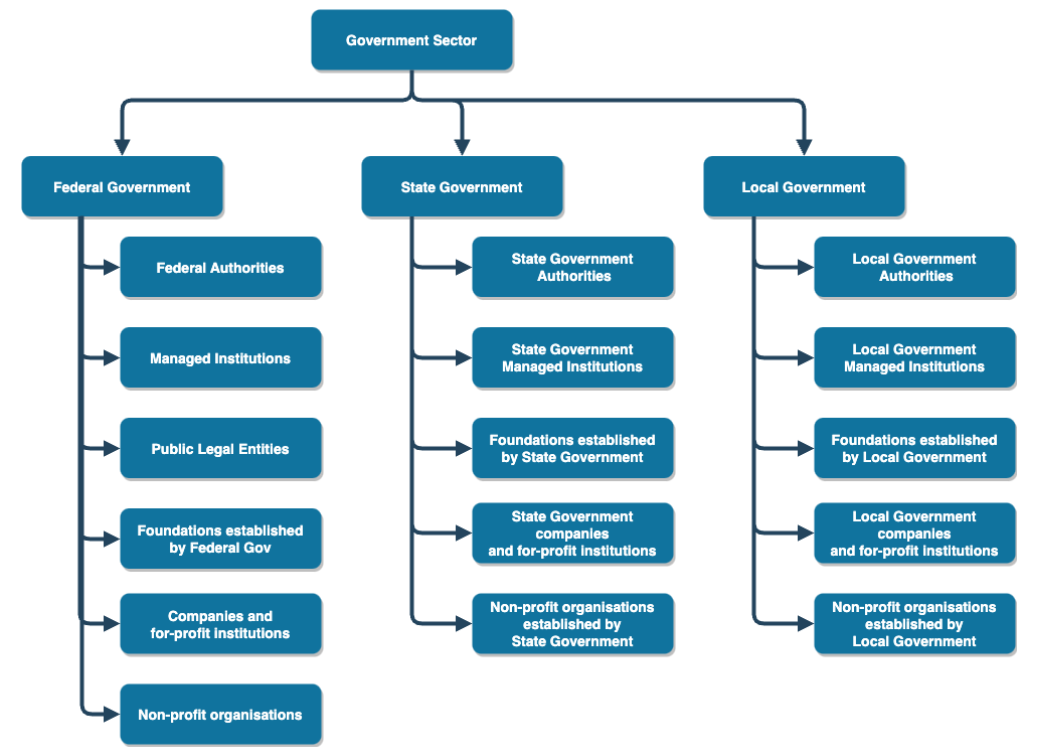 Government Sector
Federal Government
State Government
Local Government
Federal Authorities
Managed Institutions
Public Legal Entities
Foundations established
by Federal Gov
Companies and
for-profit institutions
Non-profit organisations
State Government
Authorities
State Government
Managed Institutions
Foundations established
by State Government
State Government
companies
and for-profit institutions
Non-profit organisations
established by
State Government
Local Government
Authorities
Local Government
Managed Institutions
Foundations established
by Local Government
Local Government
companies
and for-profit institutions
Non-profit organisations
established by
Local Government